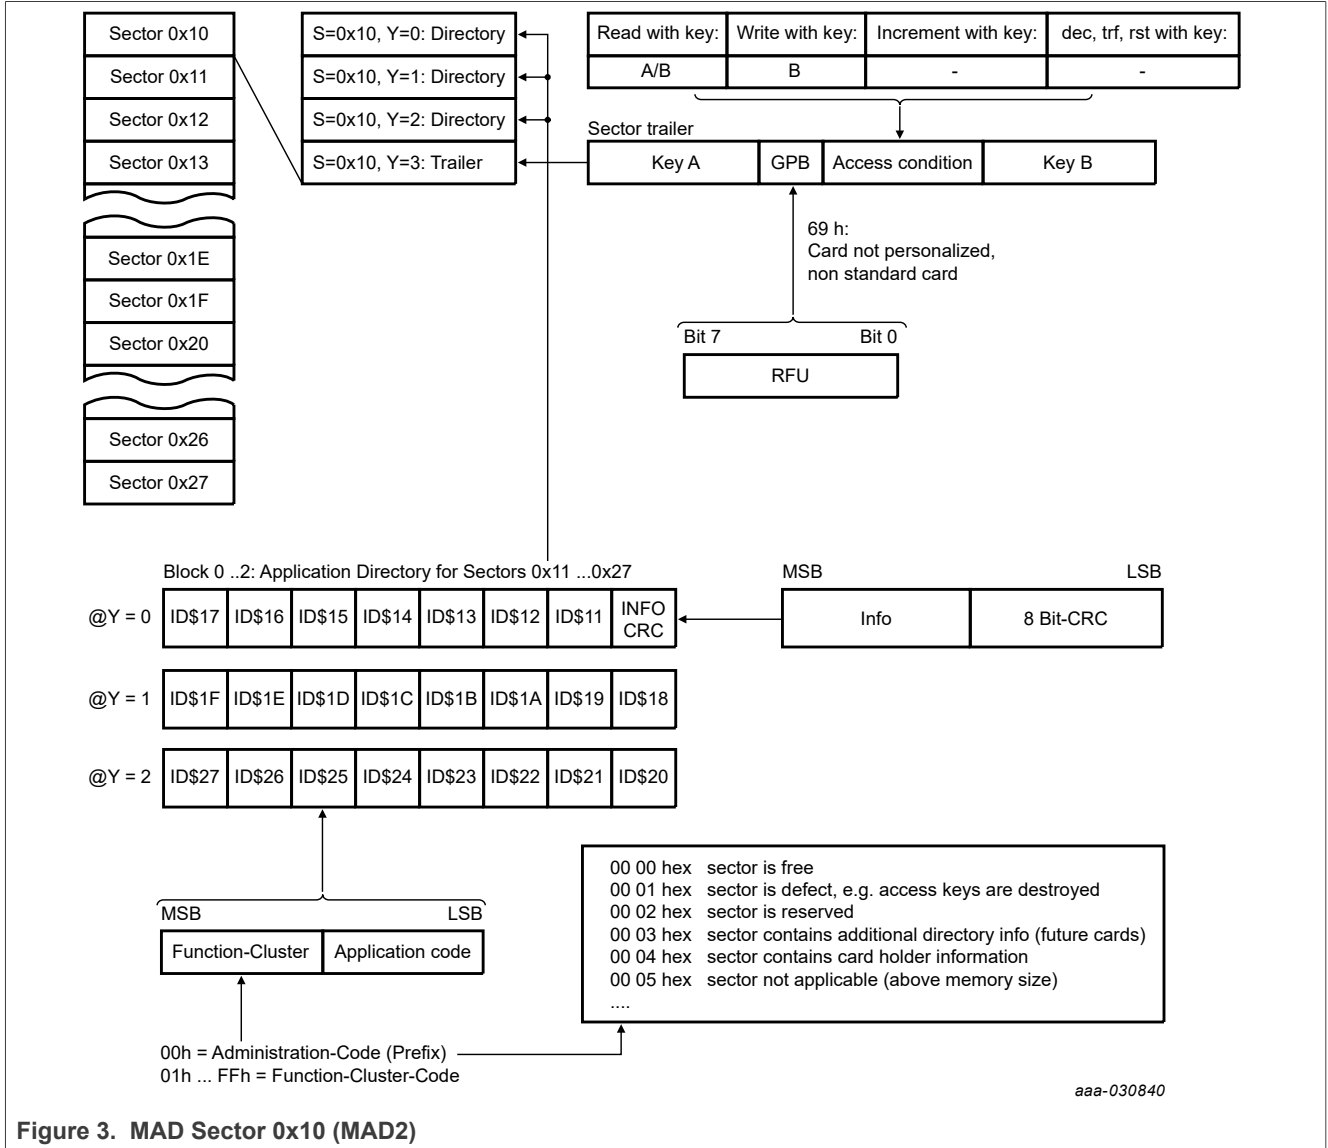 Sector 0x10
Sector 0x11
Sector 0x12
Sector 0x13
Sector 0x1E
Sector 0x1F
Sector 0x20
Sector 0x26
Sector 0x27
S=0x10, Y=0: Directory
S=0x10, Y=1: Directory
S=0x10, Y=2: Directory
S=0x10, Y=3: Trailer
Read with key: Write with key: Increment with key: dec, trf, rst with key:
A/B B - -
Sector trailer
Key A GPB Access condition Key B
69 h:
Card not personalized,
non standard card
Bit 7 Bit 0
RFU
Block 0 ..2: Application Directory for Sectors 0x11 ...0x27
@Y = 0 ID$17 ID$16 ID$15 ID$14 ID$13 ID$12 ID$11 INFO
CRC
MSB LSB
Info 8 Bit-CRC
@Y = 1 ID$1F ID$1E ID$1D ID$1C ID$1B ID$1A ID$19 ID$18
@Y = 2 ID$27 ID$26 ID$25 ID$24 ID$23 ID$22 ID$21 ID$20
MSB LSB
Function-Cluster Application code
00h = Administration-Code (Prefix)
01h ... FFh = Function-Cluster-Code
00 00 hex sector is free
00 01 hex sector is defect, e.g. access keys are destroyed
00 02 hex sector is reserved
00 03 hex sector contains additional directory info (future cards)
00 04 hex sector contains card holder information
00 05 hex sector not applicable (above memory size)
....
aaa-030840
Figure 3. MAD Sector 0x10 (MAD2)